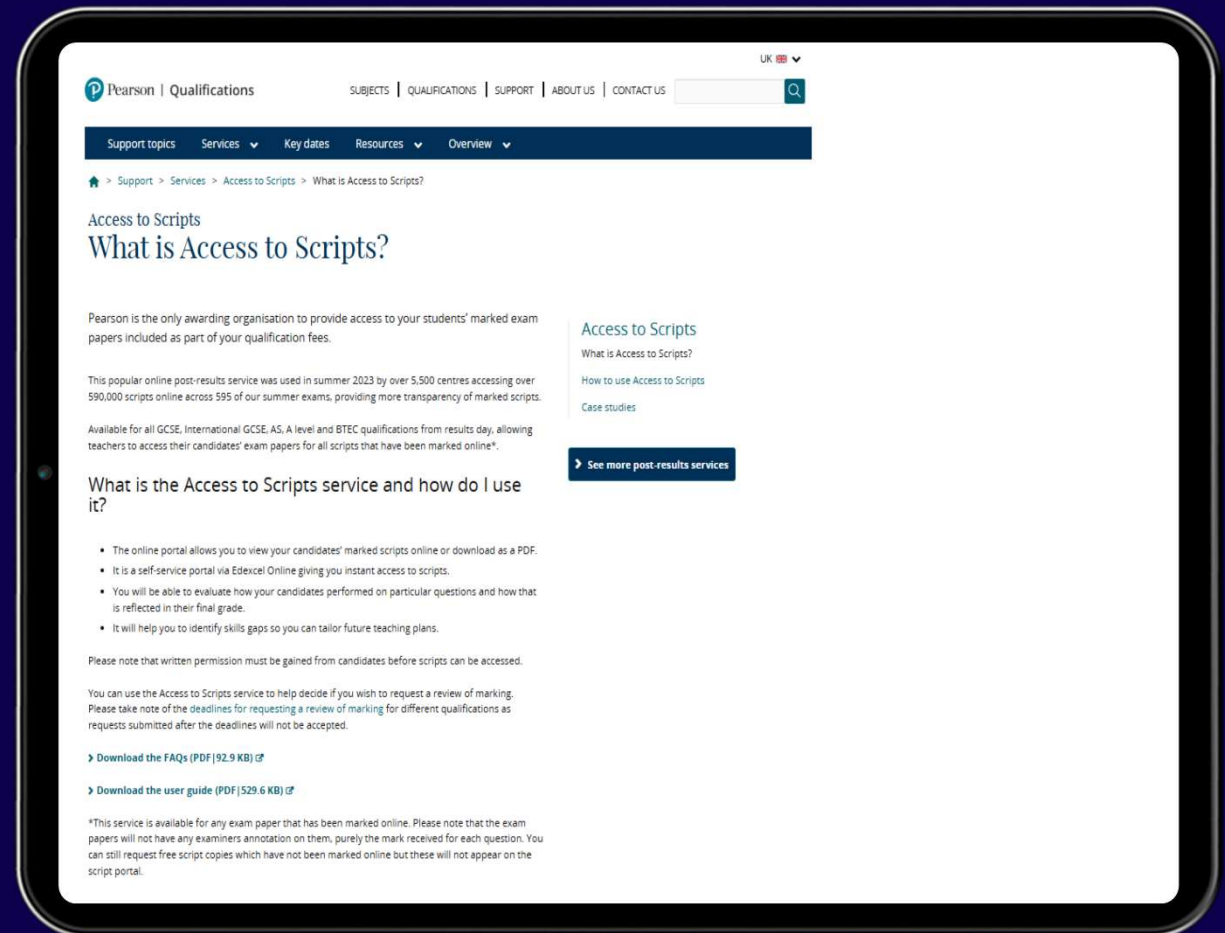 UK
Pearson | Qualifications
SUBJECTS | QUALIFICATIONS | SUPPORT | ABOUT US | CONTACT US
Support topics Services Key dates Resources Overview
> Support > Services > Access to Scripts > What is Access to Scripts?
Access to Scripts
What is Access to Scripts?
Pearson is the only awarding organisation to provide access to your students' marked exam
papers included as part of your qualification fees.
This popular online post-results service was used in summer 2023 by over 5,500 centres accessing over
590,000 scripts online across 595 of our summer exams, providing more transparency of marked scripts.
Available for all GCSE, International GCSE, AS, A level and BTEC qualifications from results day, allowing
teachers to access their candidates' exam papers for all scripts that have been marked online*.
What is the Access to Scripts service and how do I use
it?
• The online portal allows you to view your candidates' marked scripts online or download as a PDF.
• It is a self-service portal via Edexcel Online giving you instant access to scripts.
• You will be able to evaluate how your candidates performed on particular questions and how that
is reflected in their final grade.
• It will help you to identify skills gaps so you can tailor future teaching plans.
Please note that written permission must be gained from candidates before scripts can be accessed.
You can use the Access to Scripts service to help decide if you wish to request a review of marking.
Please take note of the deadlines for requesting a review of marking for different qualifications as
requests submitted after the deadlines will not be accepted.
> Download the FAQs (PDF|92.9 KB)
> Download the user guide (PDF|529.6 KB)
*This service is available for any exam paper that has been marked online. Please note that the exam
papers will not have any examiners annotation on them, purely the mark received for each question. You
can still request free script copies which have not been marked online but these will not appear on the
script portal.
Access to Scripts
What is Access to Scripts?
How to use Access to Scripts
Case studies
> See more post-results services